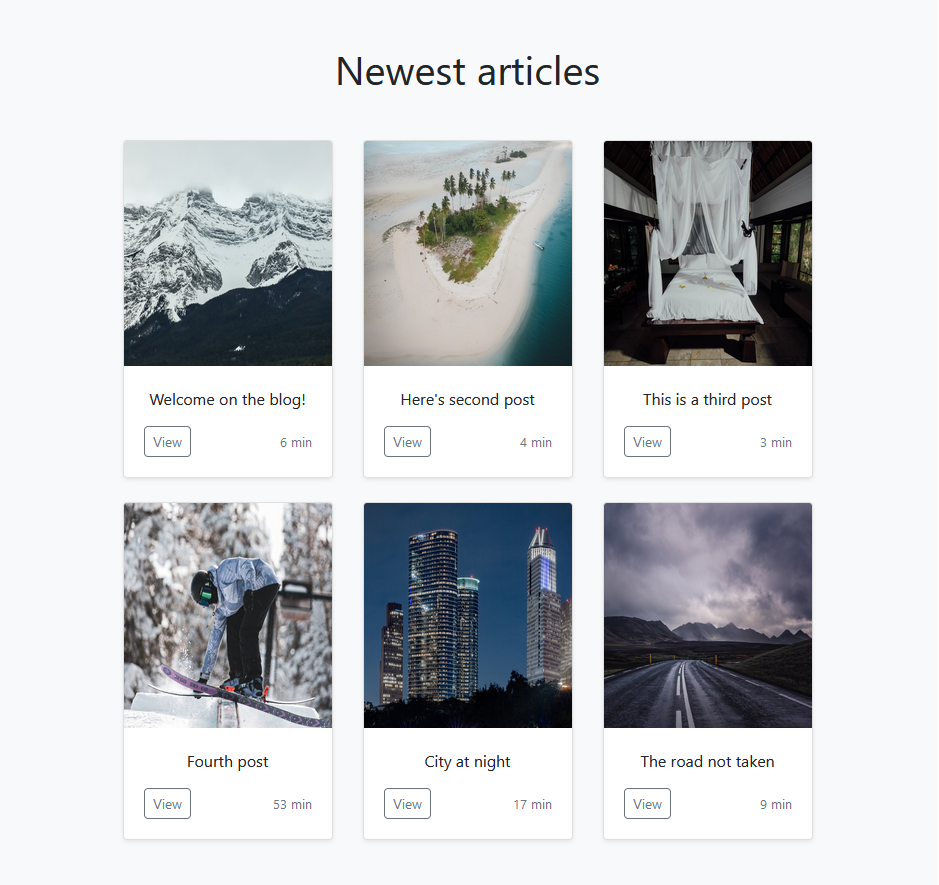 Newest articles
Welcome on the blog!
View 6 min
Here's second post
View 4 min
This is a third post
View 3 min
Fourth post
View 53 min
City at night
View 17 min
The road not taken
View 9 min